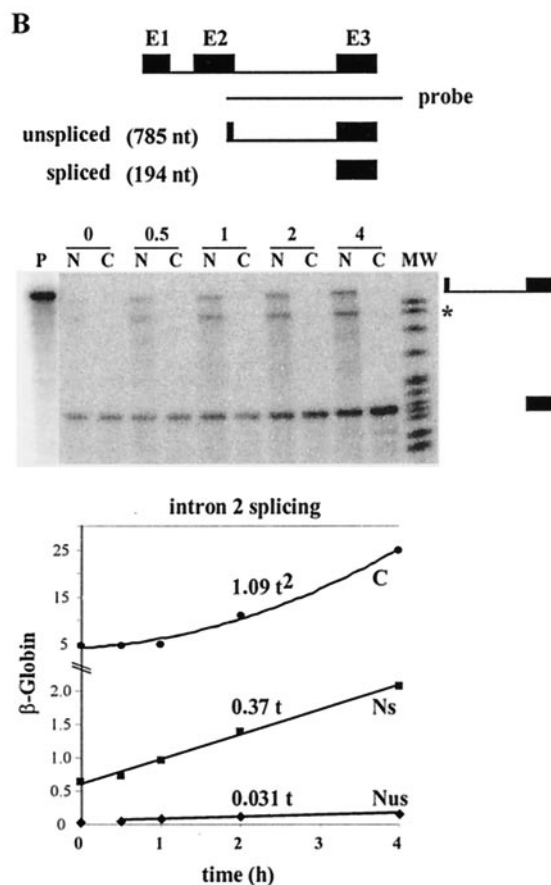 B
E1 E2 E3
probe
unspliced (785 nt)
spliced (194 nt)
0 0.5 1 2 4
P N C N C N C N C N C MW
*
intron 2 splicing
β-Globin
25
15
5
2.0
1.5
1.0
0.5
0
1.09 t²
C
0.37 t
Ns
0.031 t
Nus
0 1 2 3 4
time (h)